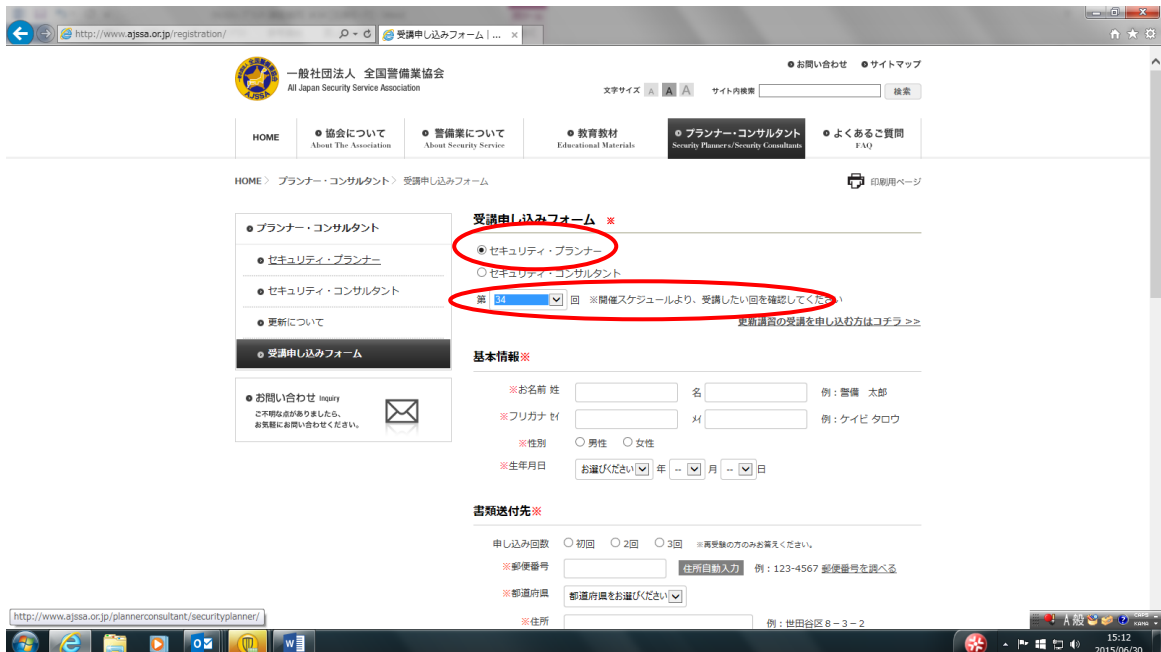 http://www.ajssa.or.jp/registration/
受講申し込みフォーム | ...
お問い合わせ サイトマップ
AJSSA
一般社団法人 全国警備業協会
All Japan Security Service Association
文字サイズ A A A サイト内検索 検索
HOME 協会について 警備業について 教育教材 プランナー・コンサルタント よくあるご質問
About The Association About Security Service Educational Materials Security Planners/Security Consultants FAQ
HOME〉 プランナー・コンサルタント〉 受講申し込みフォーム
印刷用ページ
プランナー・コンサルタント
セキュリティ・プランナー
セキュリティ・コンサルタント
更新について
受講申し込みフォーム
お問い合わせ Inquiry
ご不明な点がありましたら、
お気軽にお問い合わせください。
受講申し込みフォーム ※
セキュリティ・プランナー
セキュリティ・コンサルタント
第 34 回 ※開催スケジュールより、受講したい回を確認してください
更新講習の受講を申し込む方はコチラ >>
基本情報※
※お名前 姓 名 例：警備 太郎
※フリガナ セイ メイ 例：ケイビ タロウ
※性別 男性 女性
※生年月日 お選びください 年 -- 月 -- 日
書類送付先※
申し込み回数 初回 2回 3回 ※再受験の方のみお答えください。
※郵便番号 住所自動入力 例：123-4567 郵便番号を調べる
※都道府県 都道府県をお選びください
※住所 例：世田谷区８－３－２
http://www.ajssa.or.jp/plannerconsultant/securityplanner/
A 般 CAPS
KANA
15:12
2015/06/30